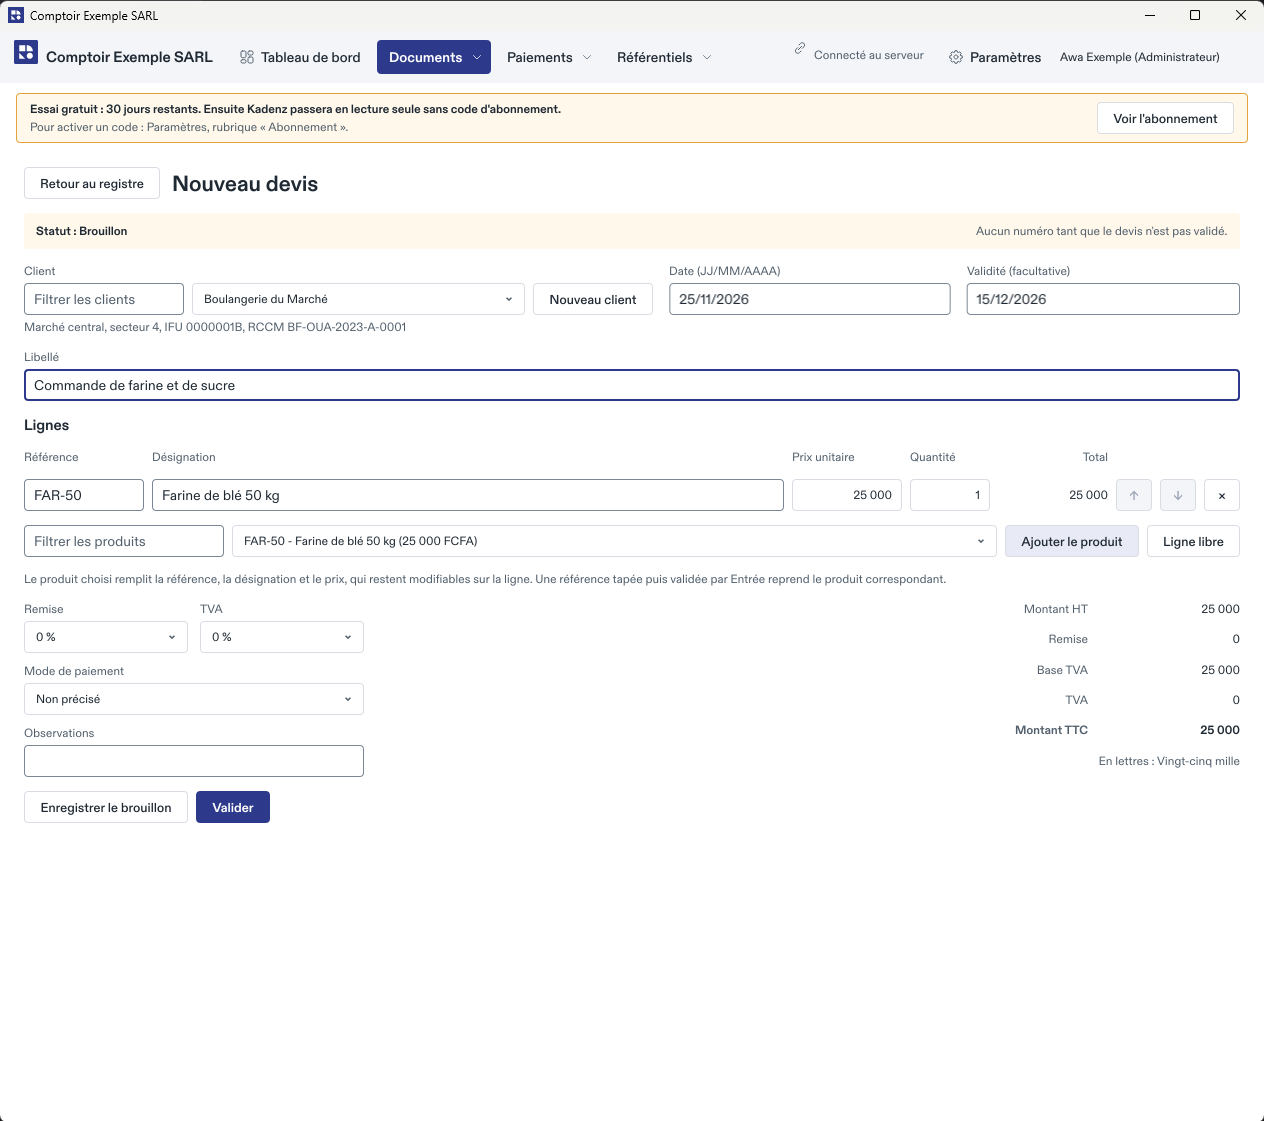 Comptoir Exemple SARL
Comptoir Exemple SARL Tableau de bord Documents Paiements Référentiels Connecté au serveur Paramètres Awa Exemple (Administrateur)
Essai gratuit : 30 jours restants. Ensuite Kadenz passera en lecture seule sans code d'abonnement.
Pour activer un code : Paramètres, rubrique « Abonnement ».
Voir l'abonnement
Retour au registre Nouveau devis
Statut : Brouillon Aucun numéro tant que le devis n'est pas validé.
Client Date (JJ/MM/AAAA) Validité (facultative)
Filtrer les clients Boulangerie du Marché Nouveau client 25/11/2026 15/12/2026
Marché central, secteur 4, IFU 0000001B, RCCM BF-OUA-2023-A-0001
Libellé
Commande de farine et de sucre
Lignes
Référence Désignation Prix unitaire Quantité Total
FAR-50 Farine de blé 50 kg 25 000 1 25 000
Filtrer les produits FAR-50 - Farine de blé 50 kg (25 000 FCFA) Ajouter le produit Ligne libre
Le produit choisi remplit la référence, la désignation et le prix, qui restent modifiables sur la ligne. Une référence tapée puis validée par Entrée reprend le produit correspondant.
Remise TVA
0 % 0 %
Mode de paiement
Non précisé
Observations
Montant HT 25 000
Remise 0
Base TVA 25 000
TVA 0
Montant TTC 25 000
En lettres : Vingt-cinq mille
Enregistrer le brouillon Valider